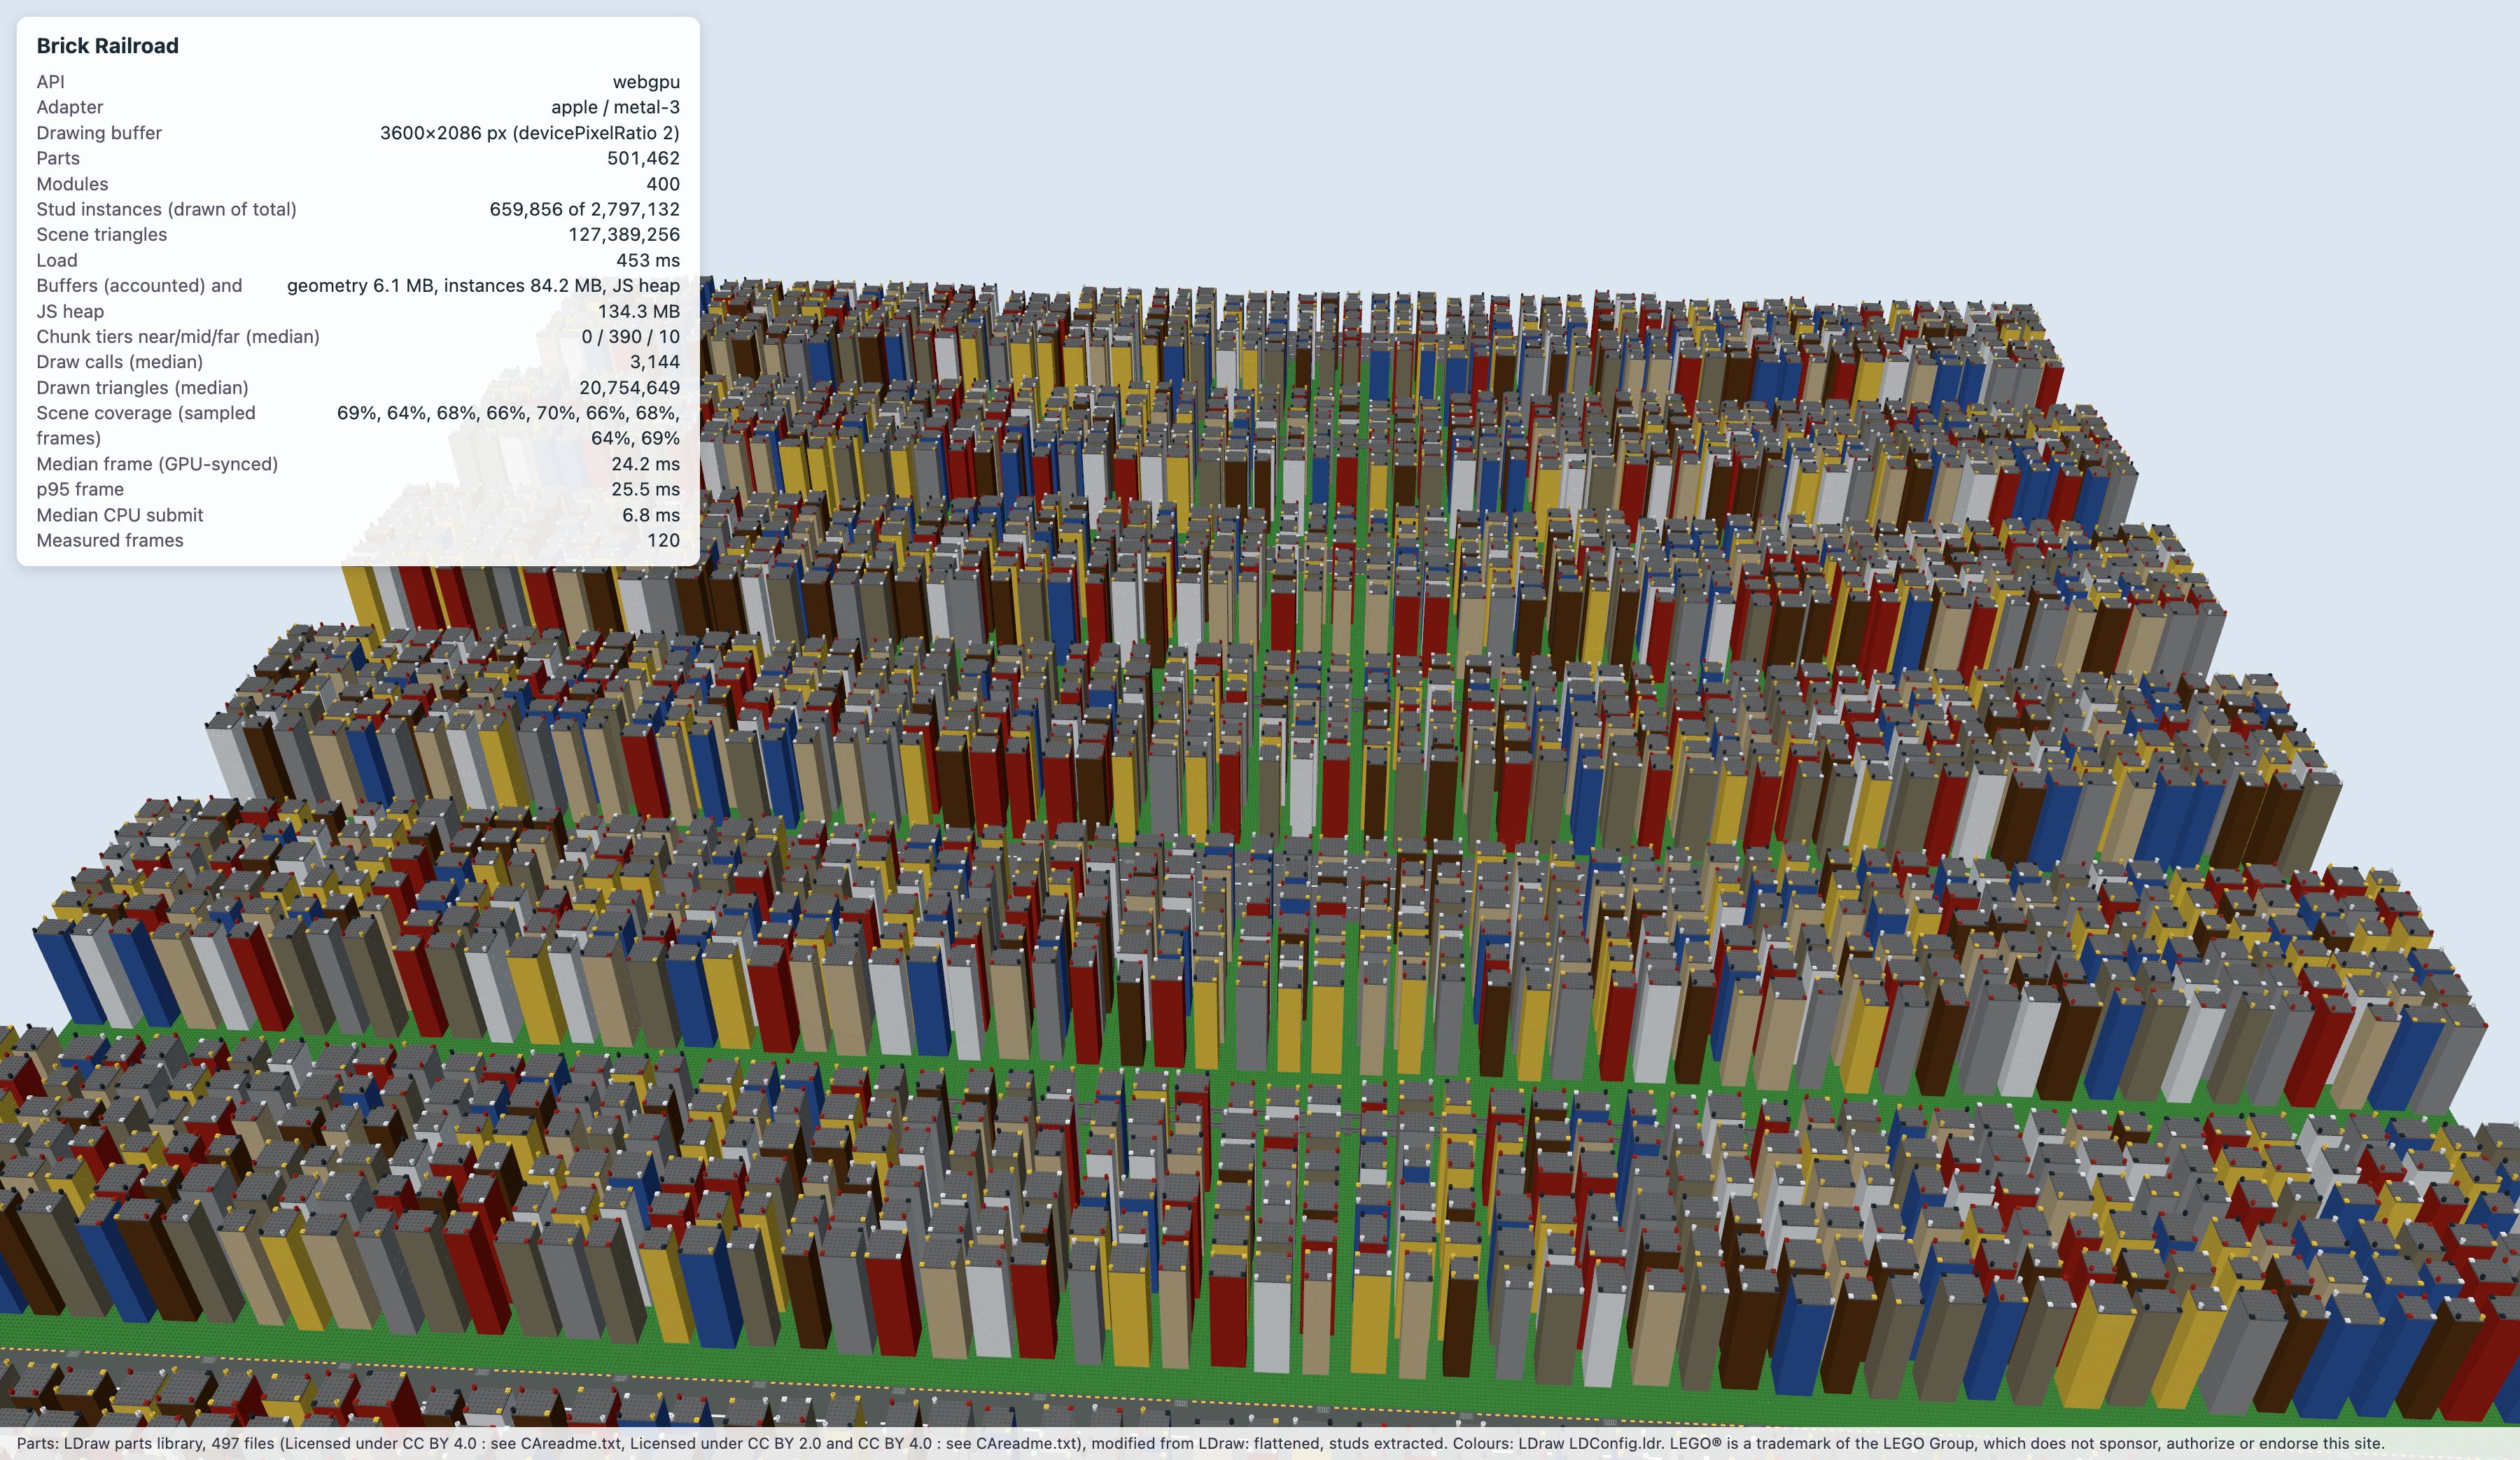 Brick Railroad
API webgpu
Adapter apple / metal-3
Drawing buffer 3600×2086 px (devicePixelRatio 2)
Parts 501,462
Modules 400
Stud instances (drawn of total) 659,856 of 2,797,132
Scene triangles 127,389,256
Load 453 ms
Buffers (accounted) and geometry 6.1 MB, instances 84.2 MB, JS heap
JS heap 134.3 MB
Chunk tiers near/mid/far (median) 0 / 390 / 10
Draw calls (median) 3,144
Drawn triangles (median) 20,754,649
Scene coverage (sampled 69%, 64%, 68%, 66%, 70%, 66%, 68%,
frames) 64%, 69%
Median frame (GPU-synced) 24.2 ms
p95 frame 25.5 ms
Median CPU submit 6.8 ms
Measured frames 120
Parts: LDraw parts library, 497 files (Licensed under CC BY 4.0 : see CAreadme.txt, Licensed under CC BY 2.0 and CC BY 4.0 : see CAreadme.txt), modified from LDraw: flattened, studs extracted. Colours: LDraw LDConfig.ldr. LEGO® is a trademark of the LEGO Group, which does not sponsor, authorize or endorse this site.